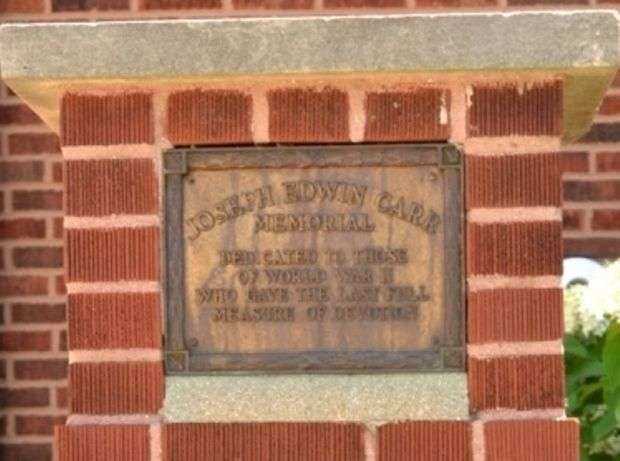 JOSEPH EDWIN CARR
MEMORIAL
DEDICATED TO THOSE
OF WORLD WAR II
WHO GAVE THE LAST FULL
MEASURE OF DEVOTION